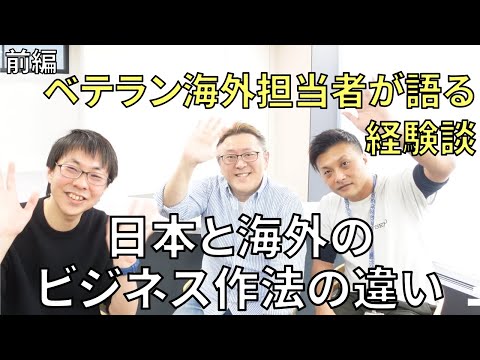 前編
ベテラン海外担当者が語る
経験談
日本と海外の
ビジネス作法の違い